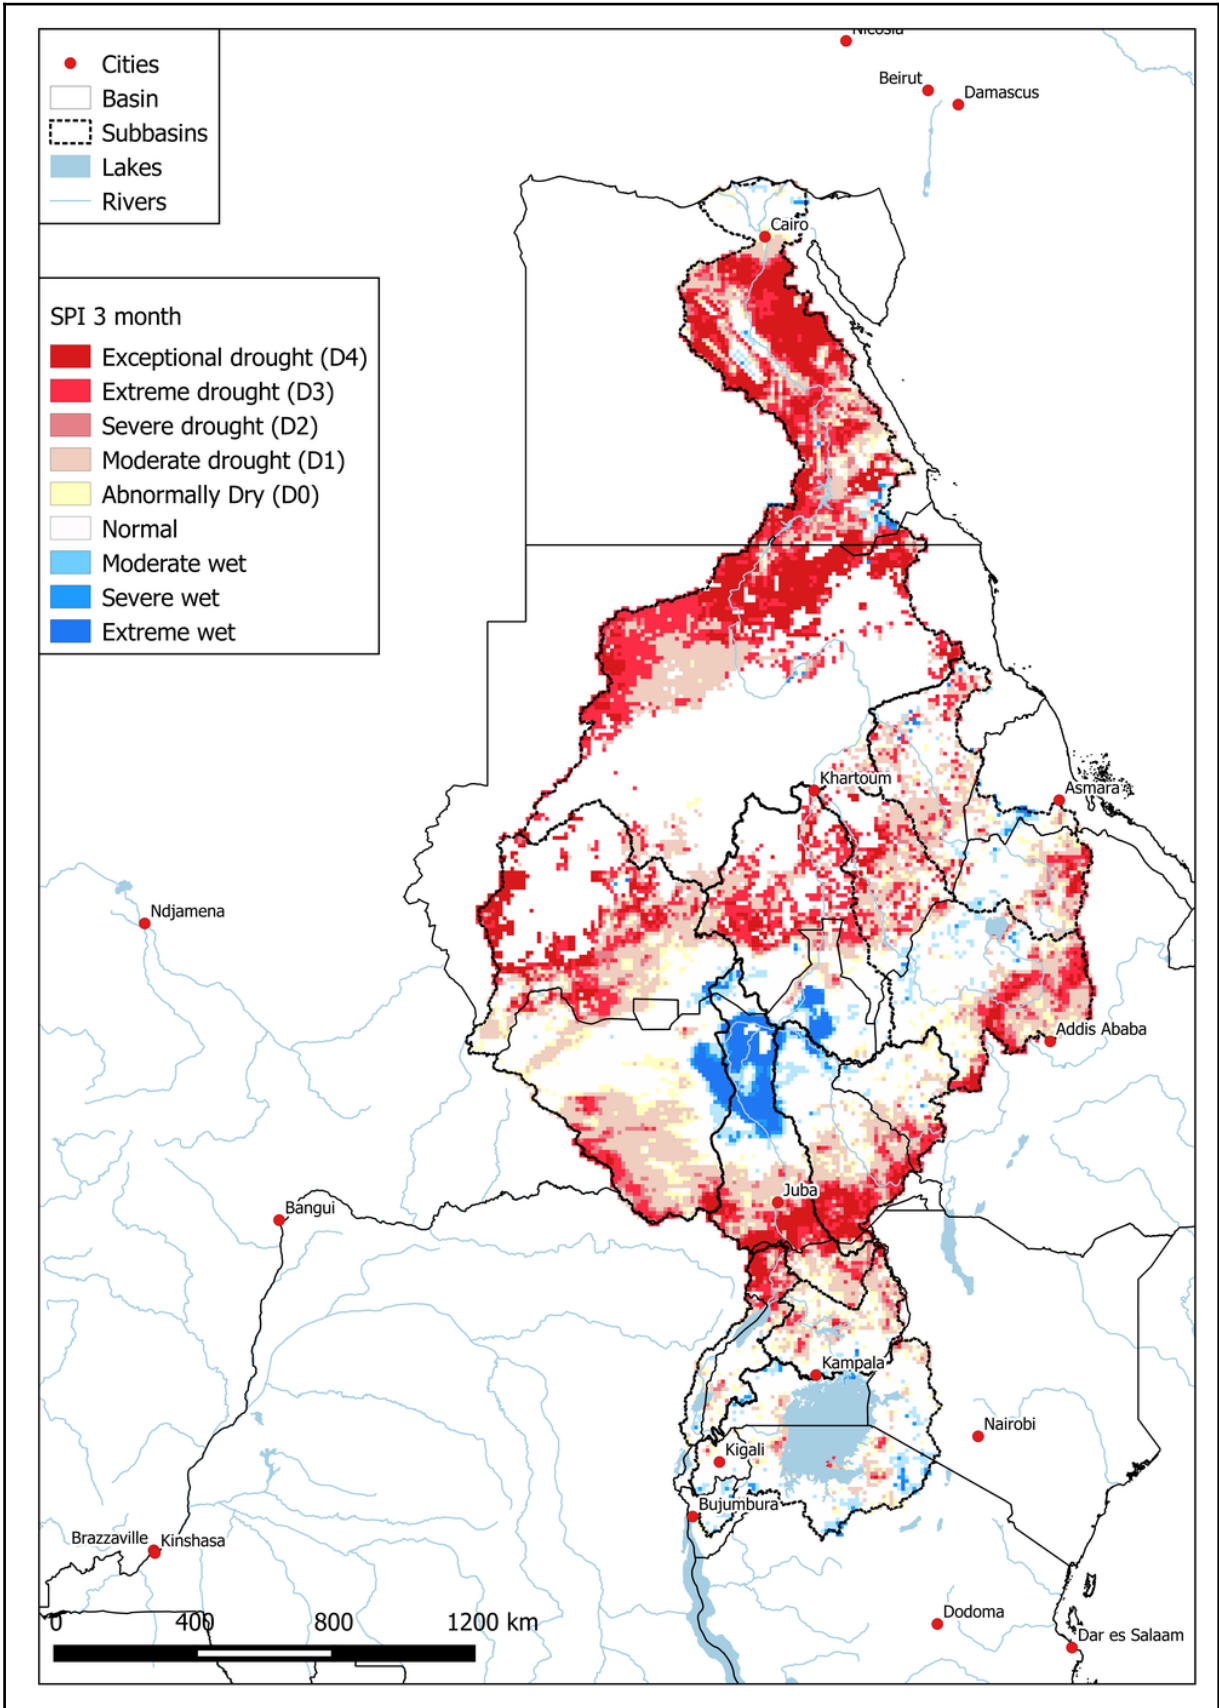 Nicosia
Cities
Beirut
Damascus
Basin
Subbasins
Lakes
Rivers
Cairo
SPI 3 month
Exceptional drought (D4)
Extreme drought (D3)
Severe drought (D2)
Moderate drought (D1)
Abnormally Dry (D0)
Normal
Moderate wet
Severe wet
Extreme wet
Khartoum
Asmara
Ndjamena
Addis Ababa
Juba
Bangui
Kampala
Nairobi
Kigali
Bujumbura
Brazzaville
Kinshasa
Dodoma
Dar es Salaam
0 400 800 1200 km